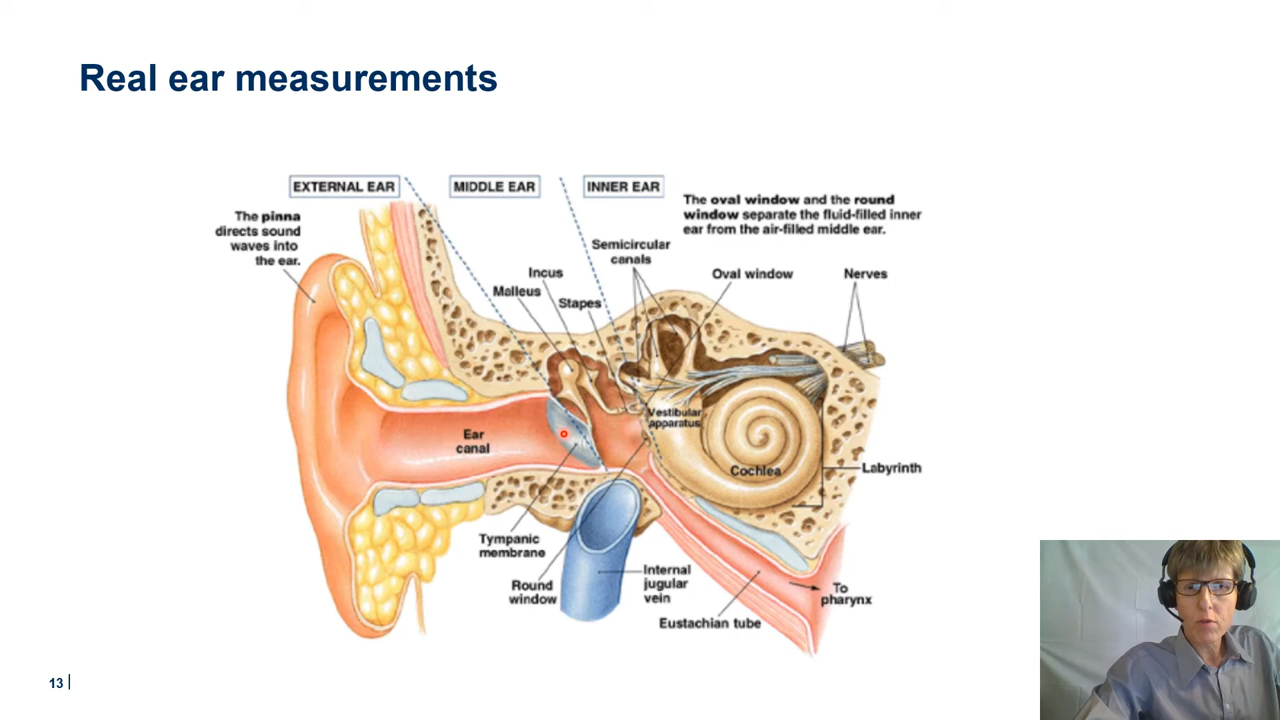 Real ear measurements
EXTERNAL EAR
MIDDLE EAR
INNER EAR
The pinna
directs sound
waves into
the ear.
The oval window and the round
window separate the fluid-filled inner
ear from the air-filled middle ear.
Semicircular
canals
Incus
Malleus
Stapes
Oval window
Nerves
Ear
canal
Vestibular
apparatus
Cochlea
Labyrinth
Tympanic
membrane
Round
window
Internal
jugular
vein
To
pharynx
Eustachian tube
13